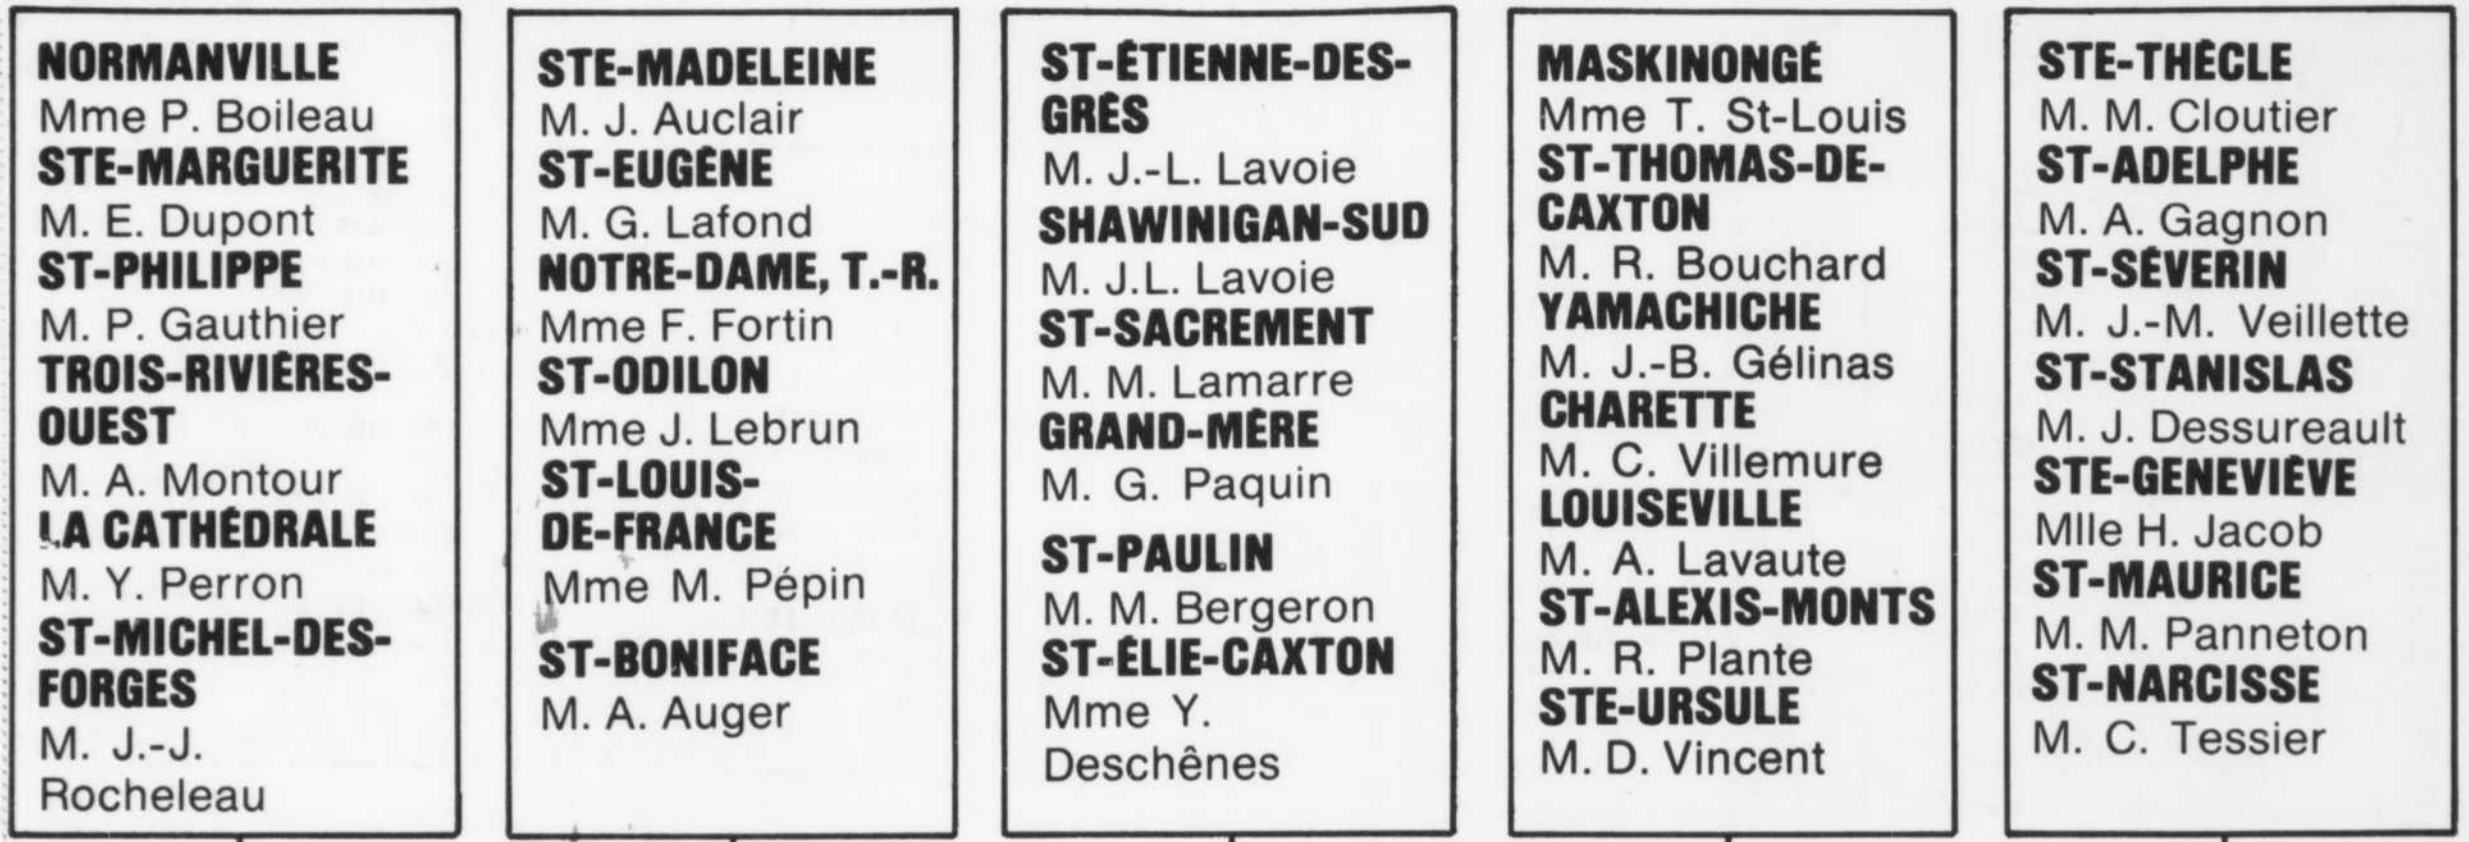 NORMANVILLE
Mme P. Boileau
STE-MARGUERITE
M. E. Dupont
ST-PHILIPPE
M. P. Gauthier
TROIS-RIVIÈRES-
OUEST
M. A. Montour
LA CATHÉDRALE
M. Y. Perron
ST-MICHEL-DES-
FORGES
M. J.-J.
Rocheleau
STE-MADELEINE
M. J. Auclair
ST-EUGÈNE
M. G. Lafond
NOTRE-DAME, T.-R.
Mme F. Fortin
ST-ODILON
Mme J. Lebrun
ST-LOUIS-
DE-FRANCE
Mme M. Pépin
ST-BONIFACE
M. A. Auger
ST-ÉTIENNE-DES-
GRÈS
M. J.-L. Lavoie
SHAWINIGAN-SUD
M. J.L. Lavoie
ST-SACREMENT
M. M. Lamarre
GRAND-MÈRE
M. G. Paquin
ST-PAULIN
M. M. Bergeron
ST-ÉLIE-CAXTON
Mme Y.
Deschênes
MASKINONGÉ
Mme T. St-Louis
ST-THOMAS-DE-
CAXTON
M. R. Bouchard
YAMACHICHE
M. J.-B. Gélinas
CHARETTE
M. C. Villemure
LOUISEVILLE
M. A. Lavaute
ST-ALEXIS-MONTS
M. R. Plante
STE-URSULE
M. D. Vincent
STE-THÈCLE
M. M. Cloutier
ST-ADELPHE
M. A. Gagnon
ST-SÉVERIN
M. J.-M. Veillette
ST-STANISLAS
M. J. Dessureault
STE-GENEVIÈVE
Mlle H. Jacob
ST-MAURICE
M. M. Panneton
ST-NARCISSE
M. C. Tessier